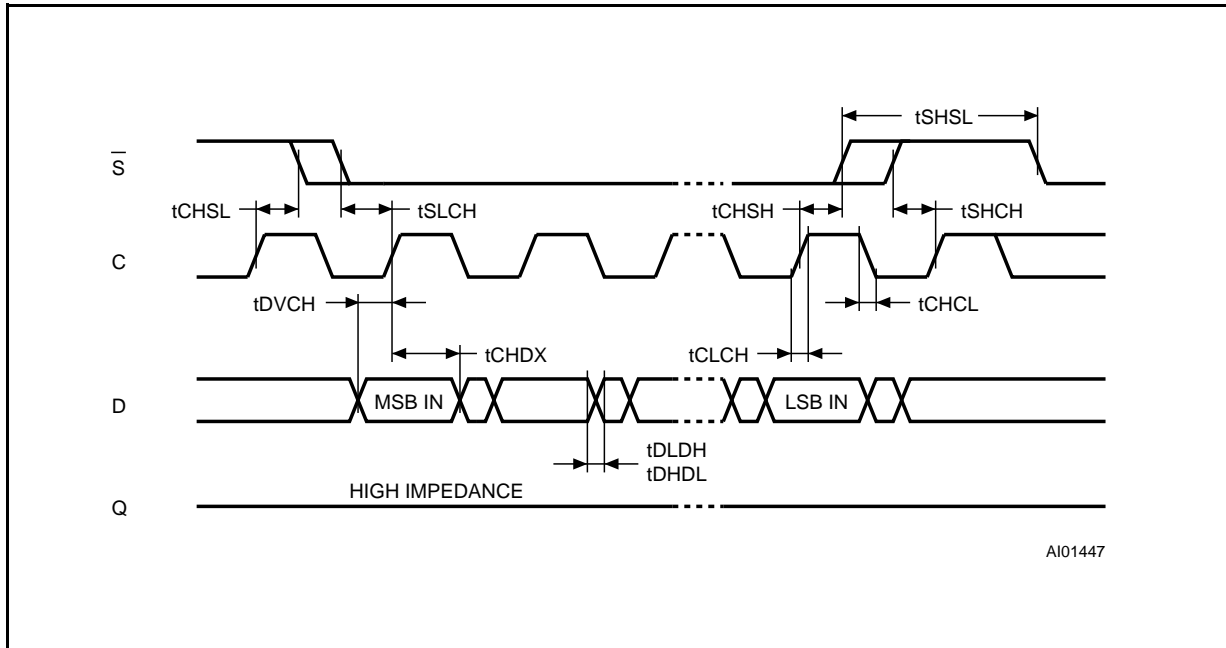 tSHSL
S̅
tCHSL tSLCH tCHSH tSHCH
C
tDVCH tCHCL
tCHDX tCLCH
D MSB IN LSB IN
tDLDH
tDHDL
HIGH IMPEDANCE
Q
AI01447